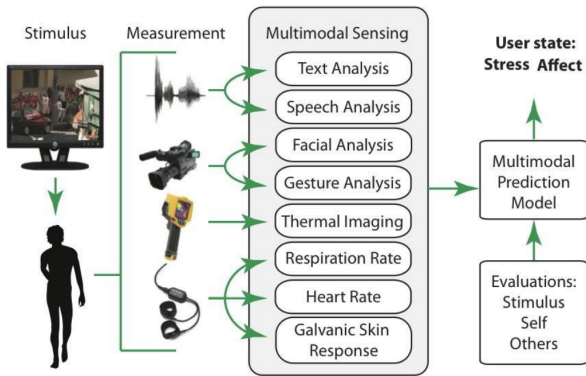 Stimulus
Measurement
Multimodal Sensing
Text Analysis
Speech Analysis
Facial Analysis
Gesture Analysis
Thermal Imaging
Respiration Rate
Heart Rate
Galvanic Skin
Response
User state:
Stress Affect
Multimodal
Prediction
Model
Evaluations:
Stimulus
Self
Others